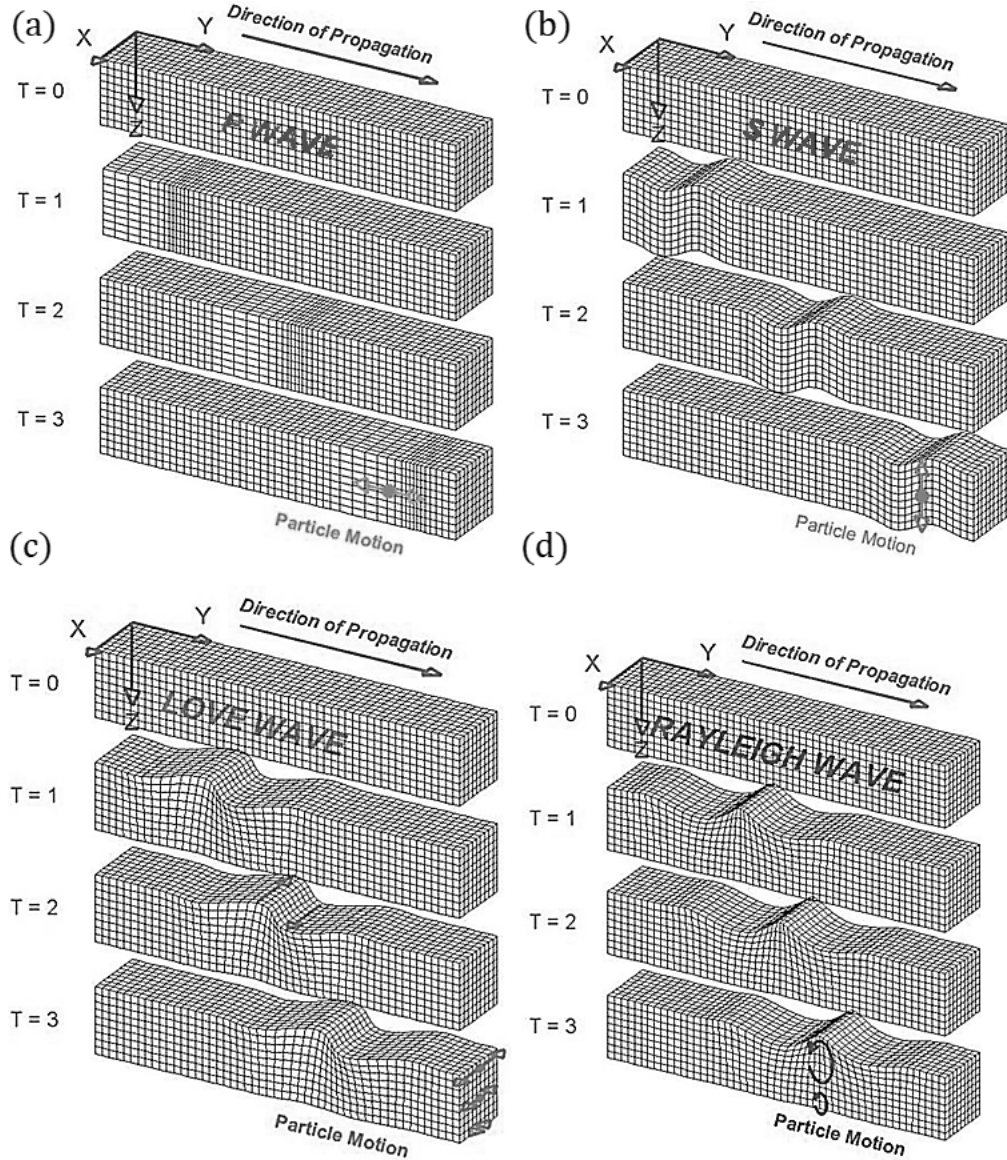 (a)
X
Y
Direction of Propagation
T = 0
Z
P WAVE
T = 1
T = 2
T = 3
Particle Motion
(b)
X
Y
Direction of Propagation
T = 0
Z
S WAVE
T = 1
T = 2
T = 3
Particle Motion
(c)
X
Y
Direction of Propagation
T = 0
Z
LOVE WAVE
T = 1
T = 2
T = 3
Particle Motion
(d)
X
Y
Direction of Propagation
T = 0
Z
RAYLEIGH WAVE
T = 1
T = 2
T = 3
Particle Motion